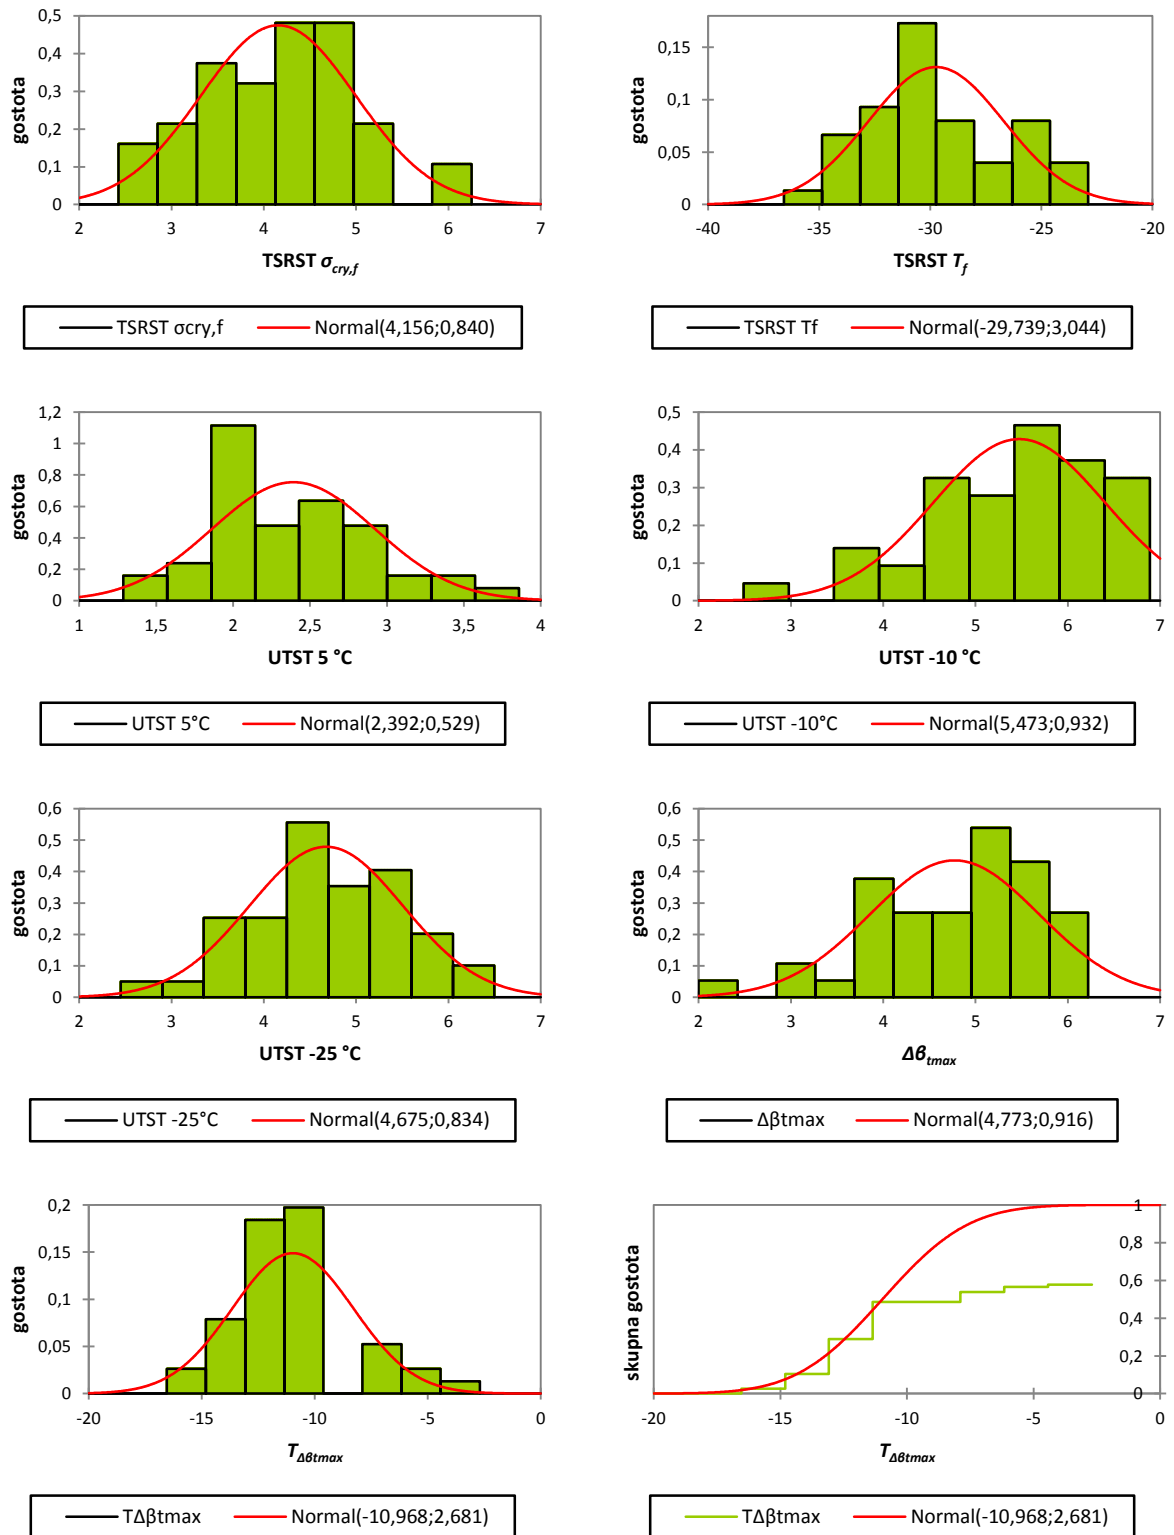 0,5
0,4
0,3
0,2
0,1
0
gostota
2 3 4 5 6 7
TSRST σcry,f
TSRST σcry,f Normal(4,156;0,840)
0,15
0,1
0,05
0
gostota
-40 -35 -30 -25 -20
TSRST Tf
TSRST Tf Normal(-29,739;3,044)
1,2
1
0,8
0,6
0,4
0,2
0
gostota
1 1,5 2 2,5 3 3,5 4
UTST 5 °C
UTST 5°C Normal(2,392;0,529)
0,5
0,4
0,3
0,2
0,1
0
gostota
2 3 4 5 6 7
UTST -10 °C
UTST -10°C Normal(5,473;0,932)
0,6
0,5
0,4
0,3
0,2
0,1
0
gostota
2 3 4 5 6 7
UTST -25 °C
UTST -25°C Normal(4,675;0,834)
0,6
0,5
0,4
0,3
0,2
0,1
0
gostota
2 3 4 5 6 7
Δβtmax
Δβtmax Normal(4,773;0,916)
0,2
0,15
0,1
0,05
0
gostota
-20 -15 -10 -5 0
TΔβtmax
TΔβtmax Normal(-10,968;2,681)
1
0,8
0,6
0,4
0,2
0
skupna gostota
-20 -15 -10 -5 0
TΔβtmax
TΔβtmax Normal(-10,968;2,681)